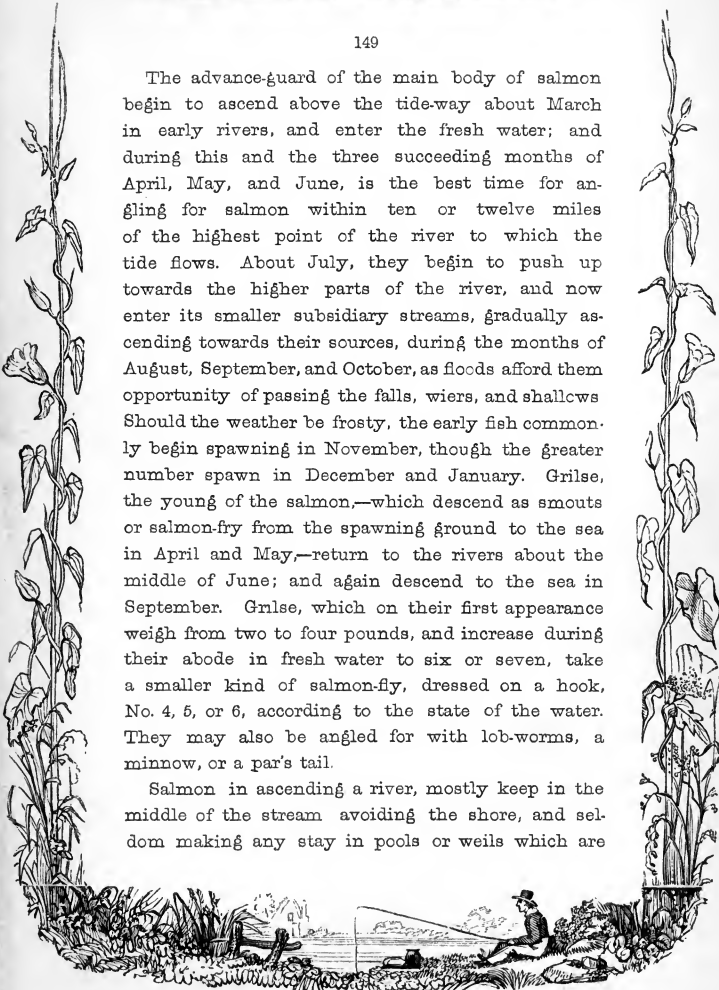 149
The advance-guard of the main body of salmon
begin to ascend above the tide-way about March
in early rivers, and enter the fresh water; and
during this and the three succeeding months of
April, May, and June, is the best time for an-
gling for salmon within ten or twelve miles
of the highest point of the river to which the
tide flows. About July, they begin to push up
towards the higher parts of the river, and now
enter its smaller subsidiary streams, gradually as-
cending towards their sources, during the months of
August, September, and October, as floods afford them
opportunity of passing the falls, wiers, and shallcws
Should the weather be frosty, the early fish common-
ly begin spawning in November, though the greater
number spawn in December and January. Grilse,
the young of the salmon,—which descend as smouts
or salmon-fry from the spawning ground to the sea
in April and May,—return to the rivers about the
middle of June; and again descend to the sea in
September. Grilse, which on their first appearance
weigh from two to four pounds, and increase during
their abode in fresh water to six or seven, take
a smaller kind of salmon-fly, dressed on a hook,
No. 4, 5, or 6, according to the state of the water.
They may also be angled for with lob-worms, a
minnow, or a par's tail.
Salmon in ascending a river, mostly keep in the
middle of the stream avoiding the shore, and sel-
dom making any stay in pools or weils which are